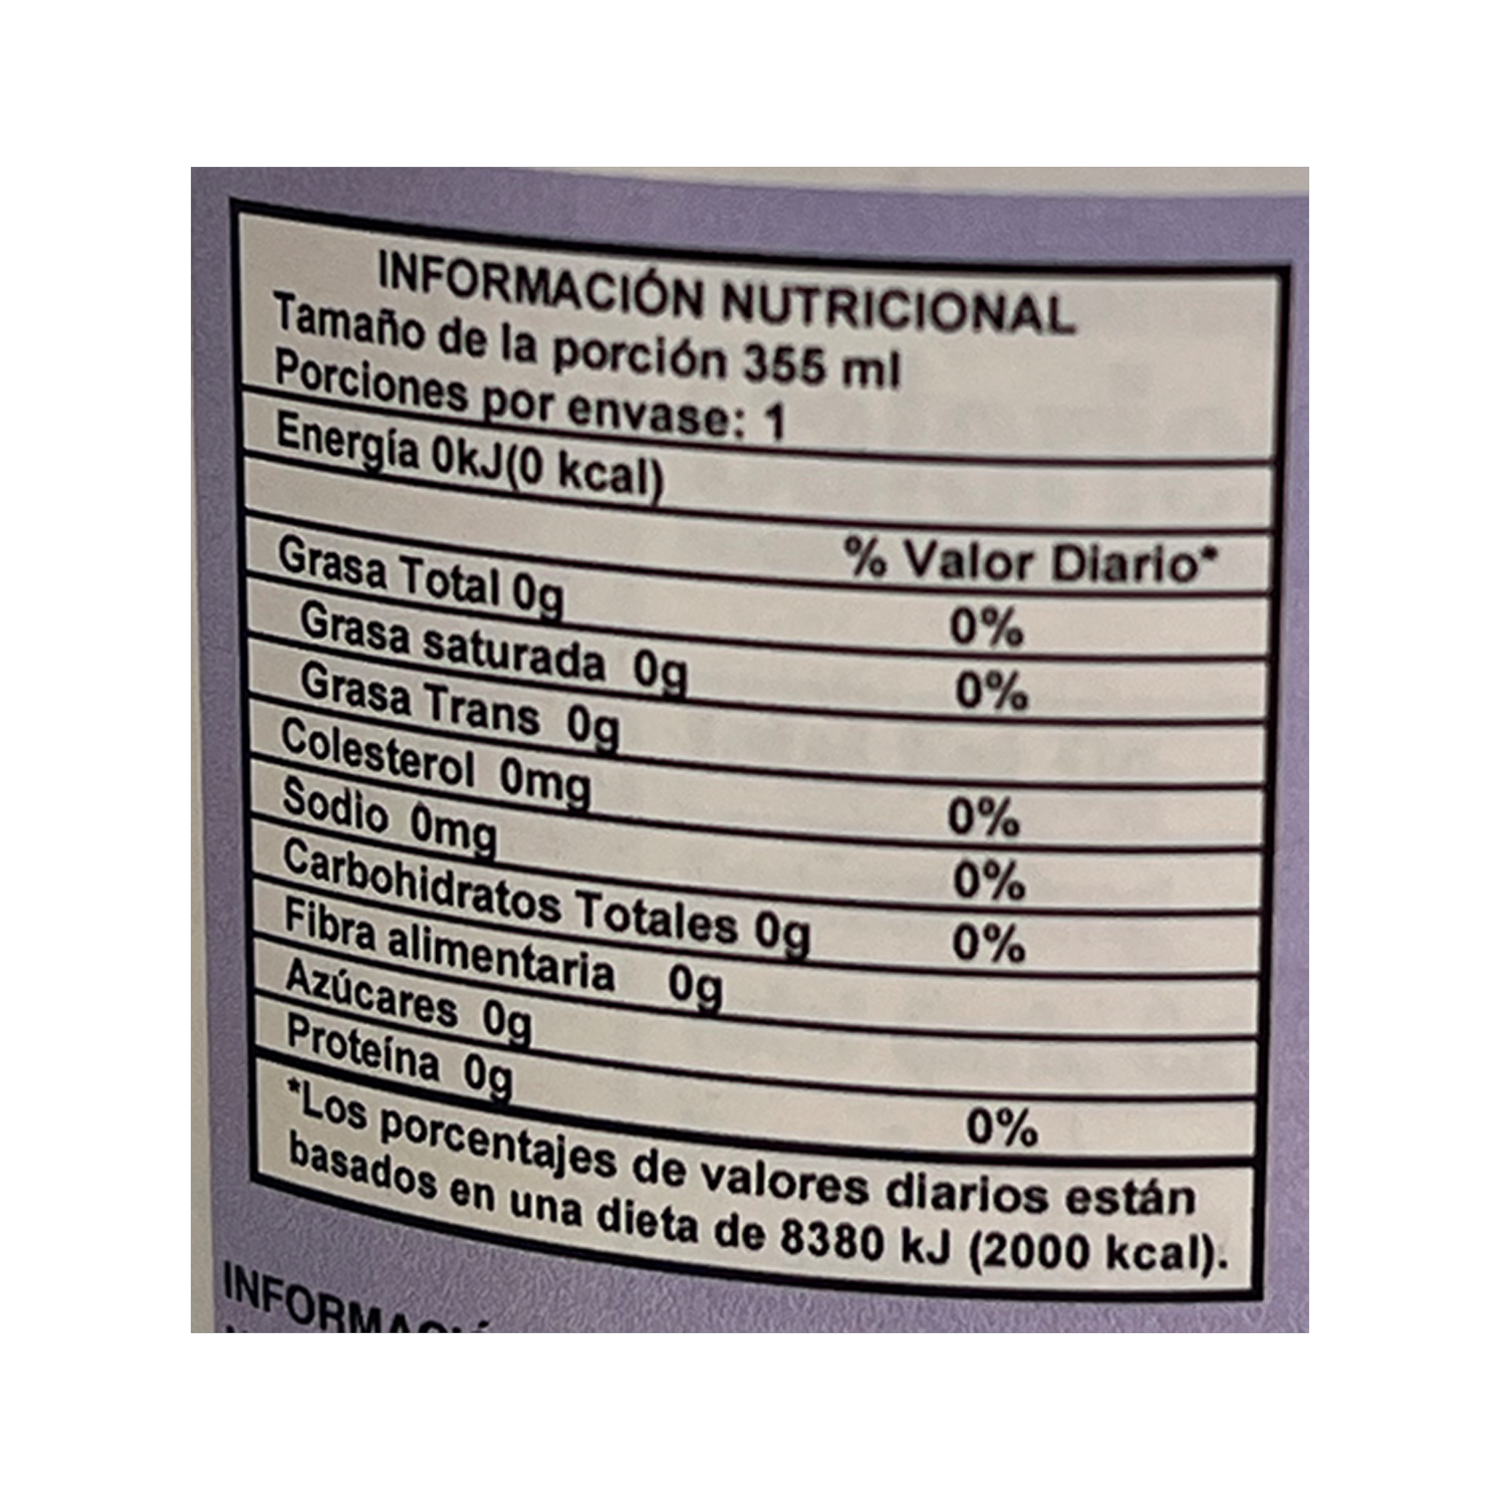 INFORMACIÓN NUTRICIONAL
Tamaño de la porción 355 ml
Porciones por envase: 1
Energía 0kJ(0 kcal)
% Valor Diario*
Grasa Total 0g 0%
Grasa saturada 0g 0%
Grasa Trans 0g
Colesterol 0mg 0%
Sodio 0mg 0%
Carbohidratos Totales 0g 0%
Fibra alimentaria 0g
Azúcares 0g
Proteína 0g 0%
*Los porcentajes de valores diarios están
basados en una dieta de 8380 kJ (2000 kcal).